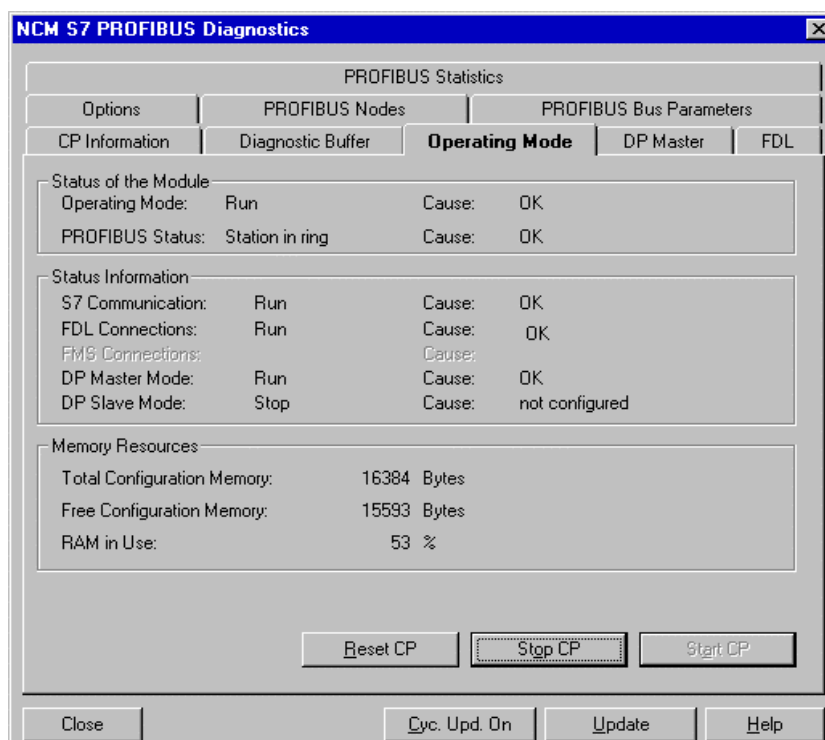 NCM S7 PROFIBUS Diagnostics
PROFIBUS Statistics
Options PROFIBUS Nodes PROFIBUS Bus Parameters
CP Information Diagnostic Buffer Operating Mode DP Master FDL
Status of the Module
Operating Mode: Run Cause: OK
PROFIBUS Status: Station in ring Cause: OK
Status Information
S7 Communication: Run Cause: OK
FDL Connections: Run Cause: OK
FMS Connections: Cause:
DP Master Mode: Run Cause: OK
DP Slave Mode: Stop Cause: not configured
Memory Resources
Total Configuration Memory: 16384 Bytes
Free Configuration Memory: 15593 Bytes
RAM in Use: 53 %
Reset CP Stop CP Start CP
Close Cyc. Upd. On Update Help